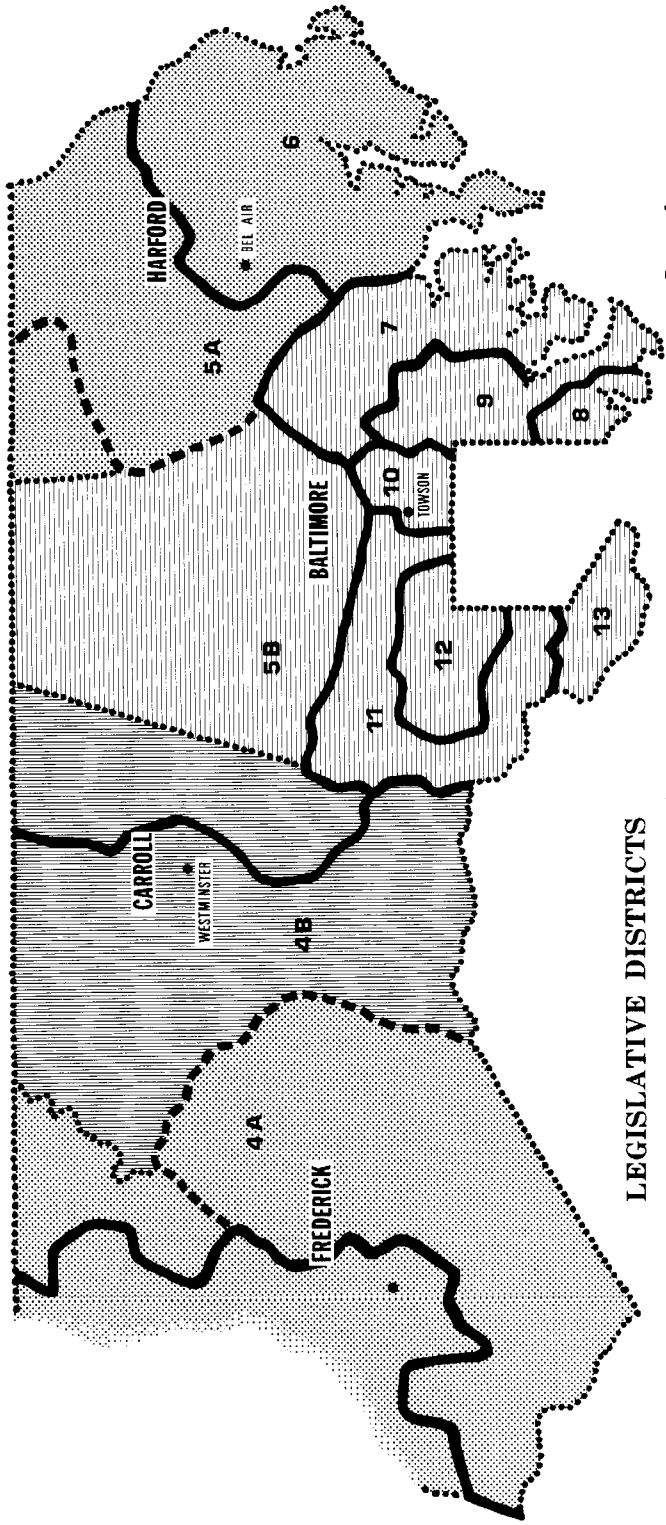 HARFORD
6
BEL AIR
5A
7
9
8
10
TOWSON
BALTIMORE
5B
12
11
13
CARROLL
WESTMINSTER
4B
4A
FREDERICK
LEGISLATIVE DISTRICTS